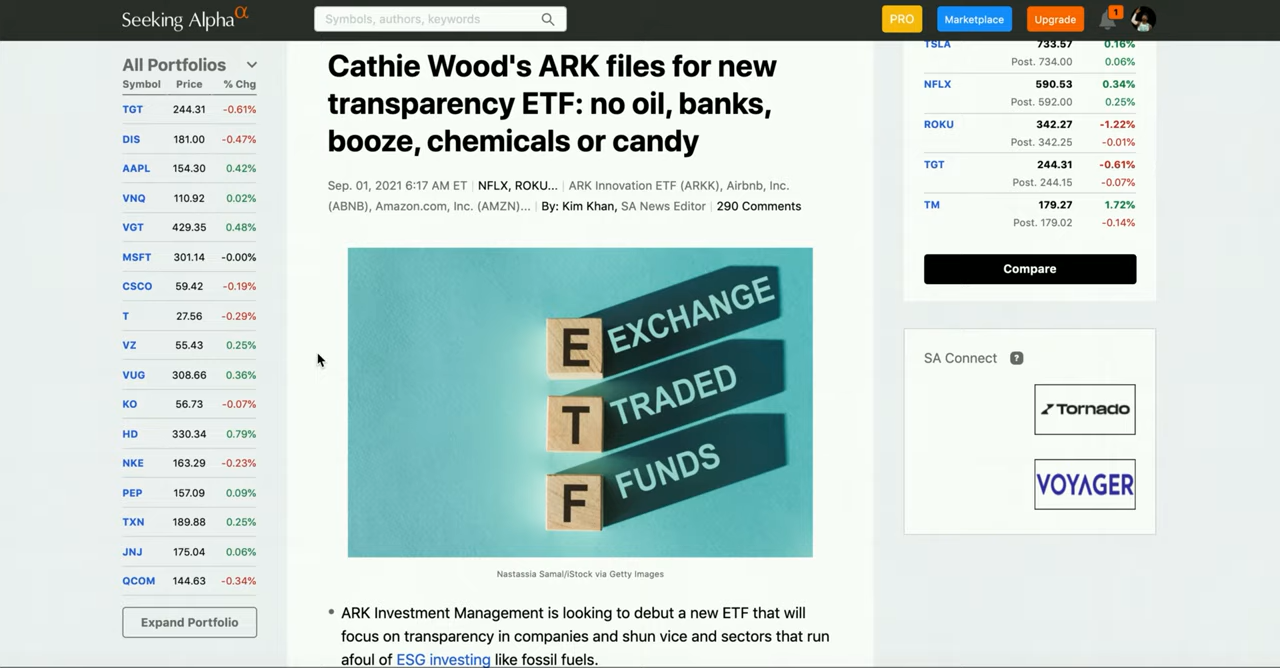 Seeking Alpha α
Symbols, authors, keywords
PRO
Marketplace
Upgrade
1
All Portfolios
Symbol Price % Chg
TGT 244.31 -0.61%
DIS 181.00 -0.47%
AAPL 154.30 0.42%
VNQ 110.92 0.02%
VGT 429.35 0.48%
MSFT 301.14 -0.00%
CSCO 59.42 -0.19%
T 27.56 -0.29%
VZ 55.43 0.25%
VUG 308.66 0.36%
KO 56.73 -0.07%
HD 330.34 0.79%
NKE 163.29 -0.23%
PEP 157.09 0.09%
TXN 189.88 0.25%
JNJ 175.04 0.06%
QCOM 144.63 -0.34%
Expand Portfolio
Cathie Wood's ARK files for new
transparency ETF: no oil, banks,
booze, chemicals or candy
Sep. 01, 2021 6:17 AM ET | NFLX, ROKU... | ARK Innovation ETF (ARKK), Airbnb, Inc.
(ABNB), Amazon.com, Inc. (AMZN)... | By: Kim Khan, SA News Editor | 290 Comments
E EXCHANGE
T TRADED
F FUNDS
Nastassia Samal/iStock via Getty Images
• ARK Investment Management is looking to debut a new ETF that will
focus on transparency in companies and shun vice and sectors that run
afoul of ESG investing like fossil fuels.
TSLA 733.57 0.16%
Post. 734.00 0.06%
NFLX 590.53 0.34%
Post. 592.00 0.25%
ROKU 342.27 -1.22%
Post. 342.25 -0.01%
TGT 244.31 -0.61%
Post. 244.15 -0.07%
TM 179.27 1.72%
Post. 179.02 -0.14%
Compare
SA Connect ?
Tornado
VOYAGER